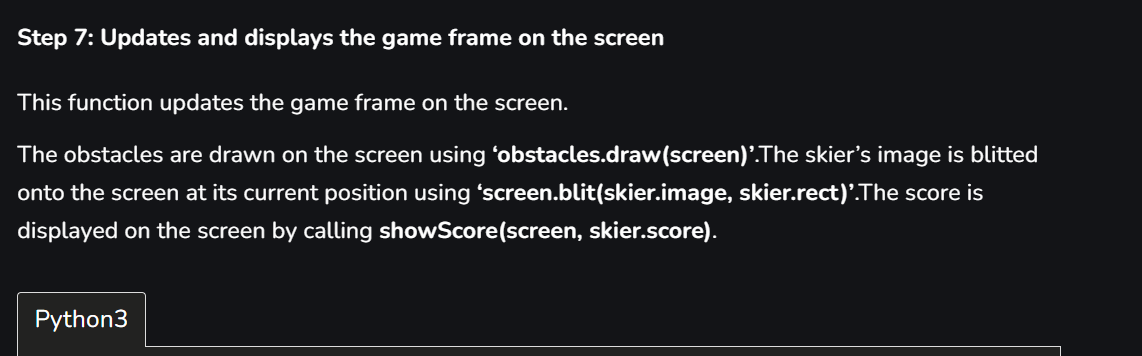 Step 7: Updates and displays the game frame on the screen
This function updates the game frame on the screen.
The obstacles are drawn on the screen using ‘obstacles.draw(screen)’.The skier’s image is blitted
onto the screen at its current position using ‘screen.blit(skier.image, skier.rect)’.The score is
displayed on the screen by calling showScore(screen, skier.score).
Python3